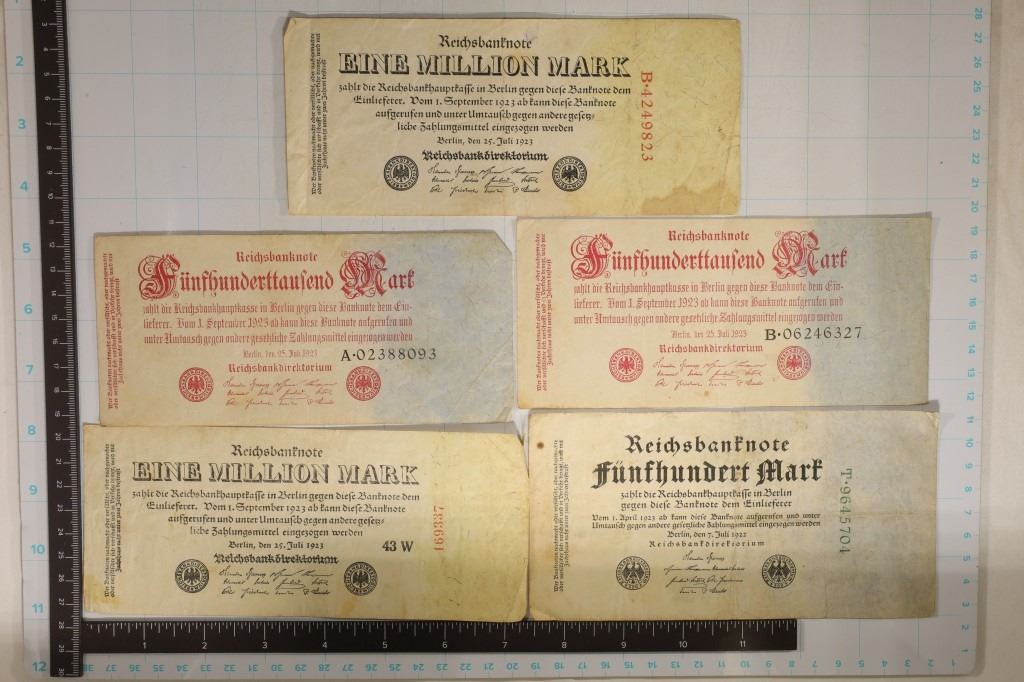 Reichsbanknote
EINE MILLION MARK
zahlt die Reichsbankhauptkasse in Berlin gegen diese Banknote dem
Einlieferer. Vom 1. September 1923 ab kann diese Banknote
aufgerufen und unter Umtausch gegen andere gesetz-
liche Zahlungsmittel eingezogen werden
Berlin, den 25. Juli 1923
Reichsbankdirektorium
B·4249823
Reichsbanknote
Fünfhunderttausend Mark
zahlt die Reichsbankhauptkasse in Berlin gegen diese Banknote dem Ein-
lieferer. Vom 1. September 1923 ab kann diese Banknote aufgerufen und
unter Umtausch gegen andere gesetzliche Zahlungsmittel eingezogen werden
Berlin, den 25. Juli 1923
A·02388093
Reichsbankdirektorium
Reichsbanknote
Fünfhunderttausend Mark
zahlt die Reichsbankhauptkasse in Berlin gegen diese Banknote dem Ein-
lieferer. Vom 1. September 1923 ab kann diese Banknote aufgerufen und
unter Umtausch gegen andere gesetzliche Zahlungsmittel eingezogen werden
Berlin, den 25. Juli 1923
B·06246327
Reichsbankdirektorium
Reichsbanknote
EINE MILLION MARK
zahlt die Reichsbankhauptkasse in Berlin gegen diese Banknote dem
Einlieferer. Vom 1. September 1923 ab kann diese Banknote
aufgerufen und unter Umtausch gegen andere gesetz-
liche Zahlungsmittel eingezogen werden
Berlin, den 25. Juli 1923
43 W
Reichsbankdirektorium
169337
Reichsbanknote
Fünfhundert Mark
zahlt die Reichsbankhauptkasse in Berlin
gegen diese Banknote dem Einlieferer
Vom 1. April 1923 ab kann diese Banknote aufgerufen und unter
Umtausch gegen andere gesetzliche Zahlungsmittel eingezogen werden
Berlin, den 7. Juli 1922
Reichsbankdirektorium
T·9645704